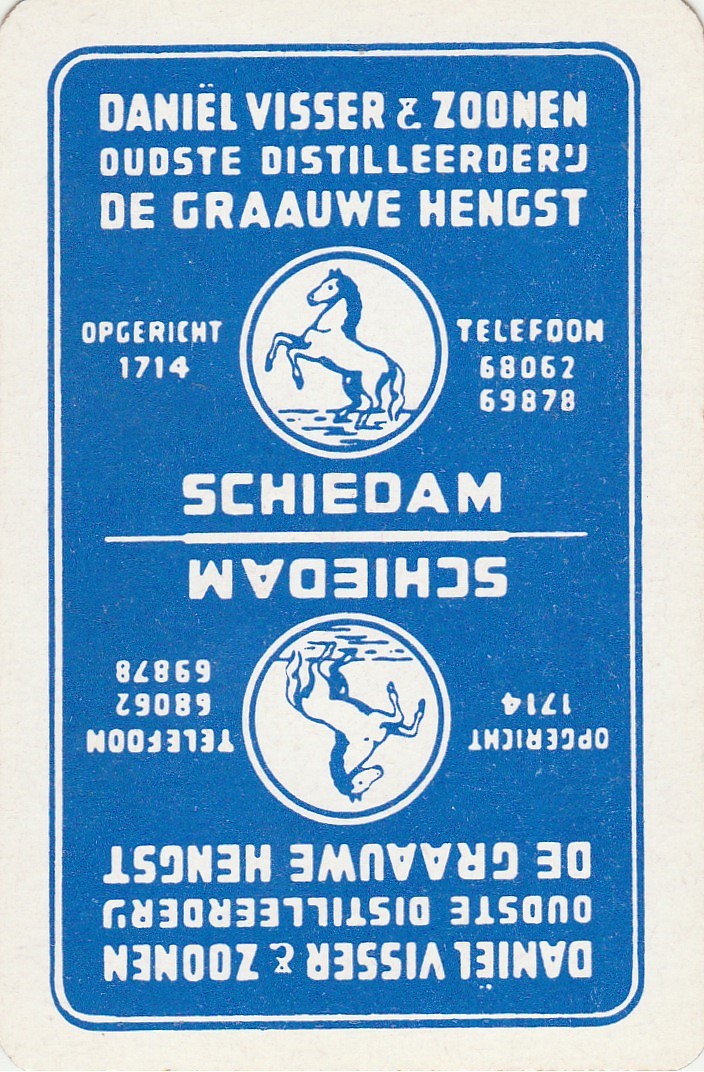 DANIËL VISSER & ZOONEN
OUDSTE DISTILLEERDERIJ
DE GRAAUWE HENGST
OPGERICHT
1714
TELEFOON
68062
69878
SCHIEDAM
SCHIEDAM
OPGERICHT
1714
TELEFOON
68062
69878
DE GRAAUWE HENGST
OUDSTE DISTILLEERDERIJ
DANIËL VISSER & ZOONEN